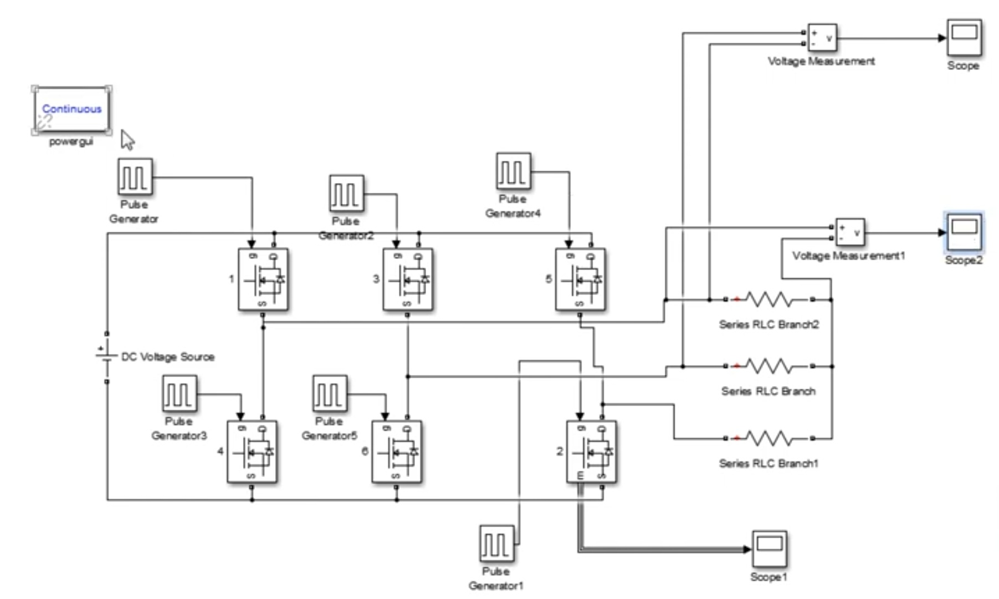 +
-
v
Voltage Measurement
Scope
Continuous
powergui
Pulse
Generator
Pulse
Generator2
Pulse
Generator4
+
-
v
Voltage Measurement1
Scope2
g
D
1
S
g
D
3
S
g
D
5
S
Series RLC Branch2
+
DC Voltage Source
Series RLC Branch
Pulse
Generator3
Pulse
Generator5
g
D
4
S
g
D
6
S
g
D
2
m
S
Series RLC Branch1
Pulse
Generator1
Scope1